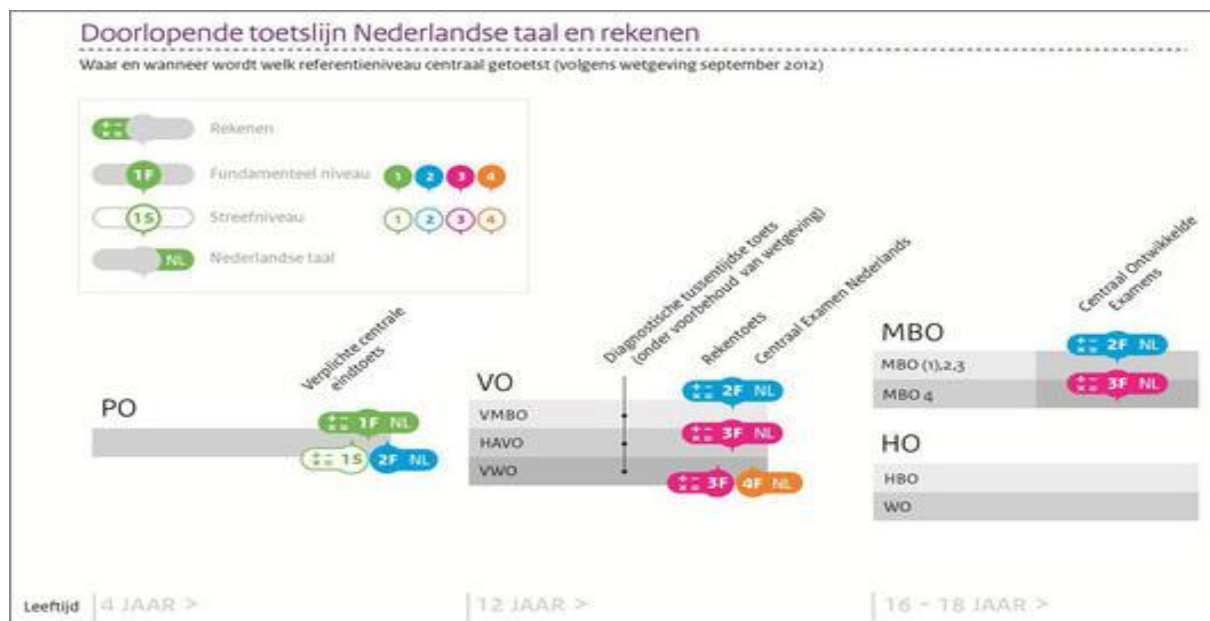 Doorlopende toetslijn Nederlandse taal en rekenen
Waar en wanneer wordt welk referentieniveau centraal getoetst (volgens wetgeving september 2012)
Rekenen
1F Fundamenteel niveau 1 2 3 4
1S Streefniveau 1 2 3 4
NL Nederlandse taal
Verplichte centrale
eindtoets
PO
1F NL
1S 2F NL
Diagnostische tussentijdse toets
(onder voorbehoud van wetgeving)
Rekentoets
Centraal Examen Nederlands
VO
2F NL
VMBO
3F NL
HAVO
VWO
3F 4F NL
Centraal Ontwikkelde
Examens
MBO
2F NL
MBO (1),2,3
3F NL
MBO 4
HO
HBO
WO
Leeftijd 4 JAAR > 12 JAAR > 16 - 18 JAAR >